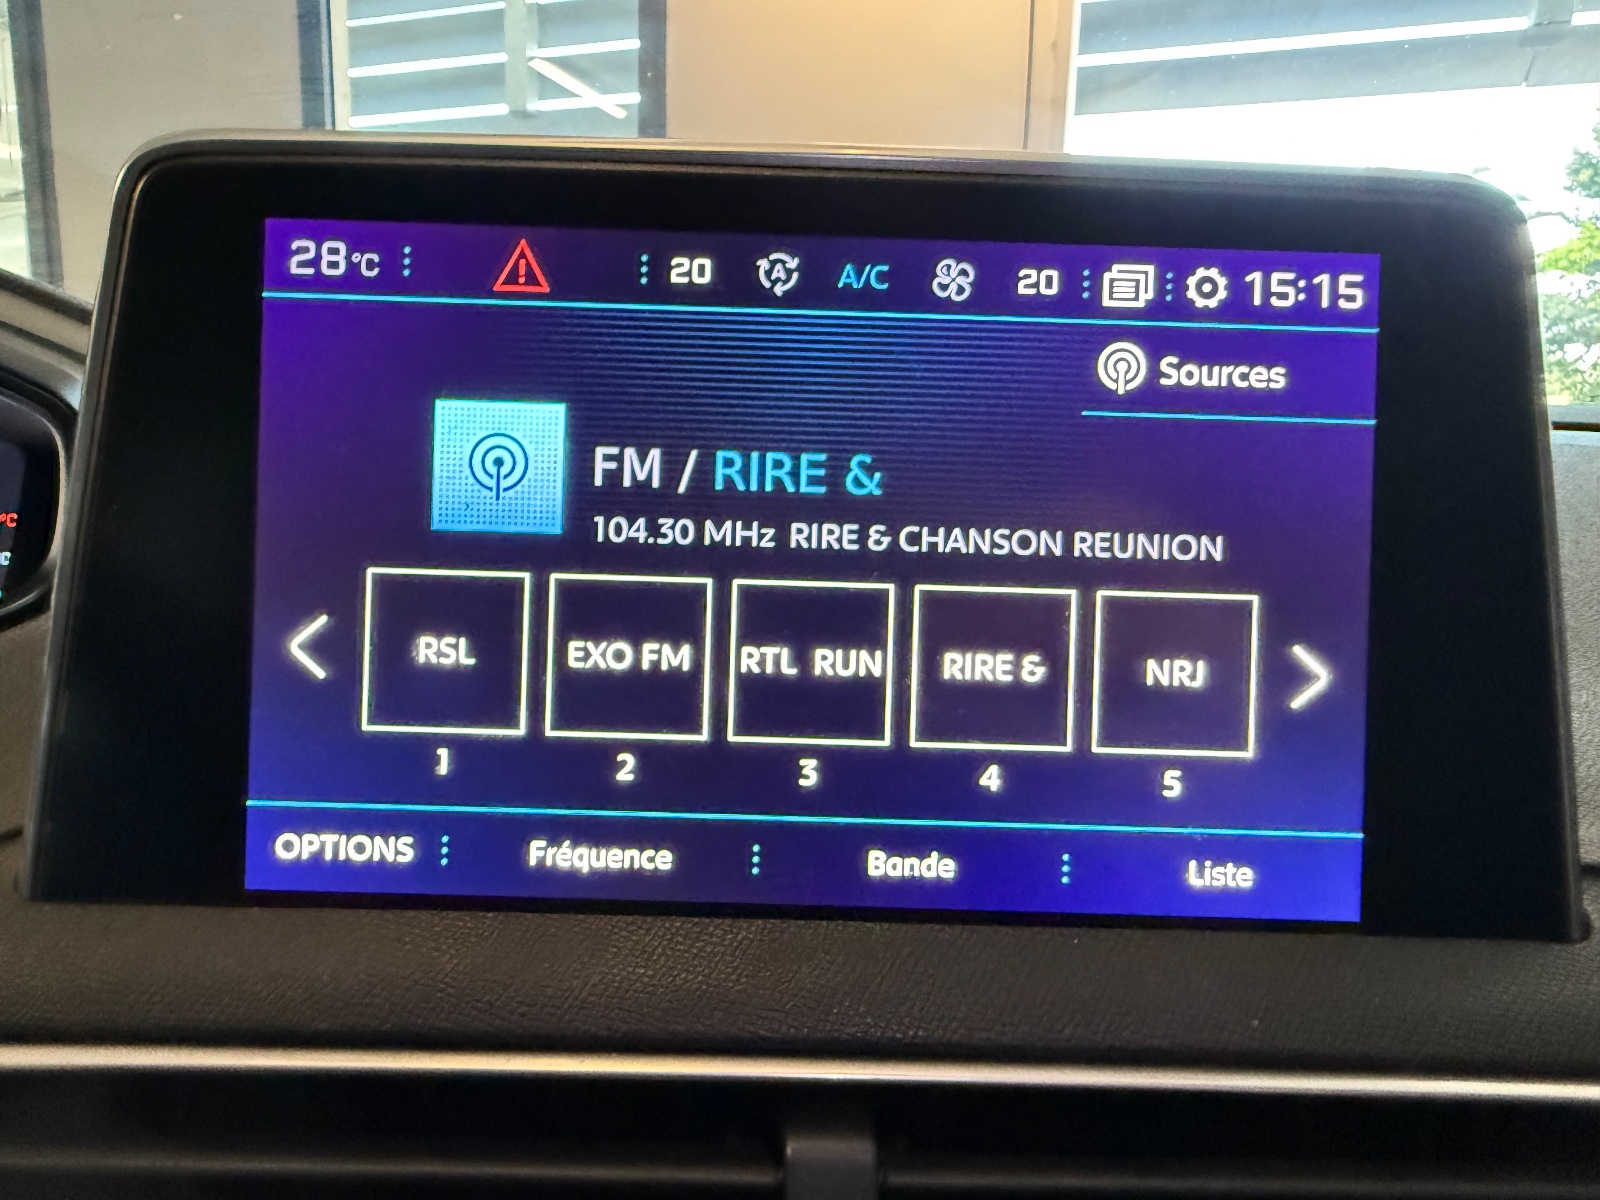 28°C 20 A A/C 20 15:15
Sources
FM / RIRE &
104.30 MHz RIRE & CHANSON REUNION
RSL EXO FM RTL RUN RIRE & NRJ
1 2 3 4 5
OPTIONS Fréquence Bande Liste
°C